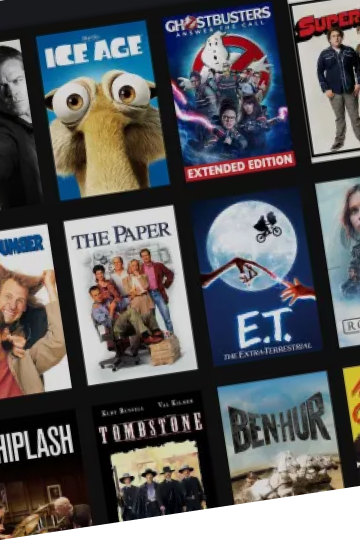 ICE AGE
GHOSTBUSTERS
ANSWER THE CALL
EXTENDED EDITION
SUPER
UMBER
THE PAPER
E.T.
THE EXTRA-TERRESTRIAL
HIPLASH
KURT RUSSELL VAL KILMER
TOMBSTONE
BEN-HUR